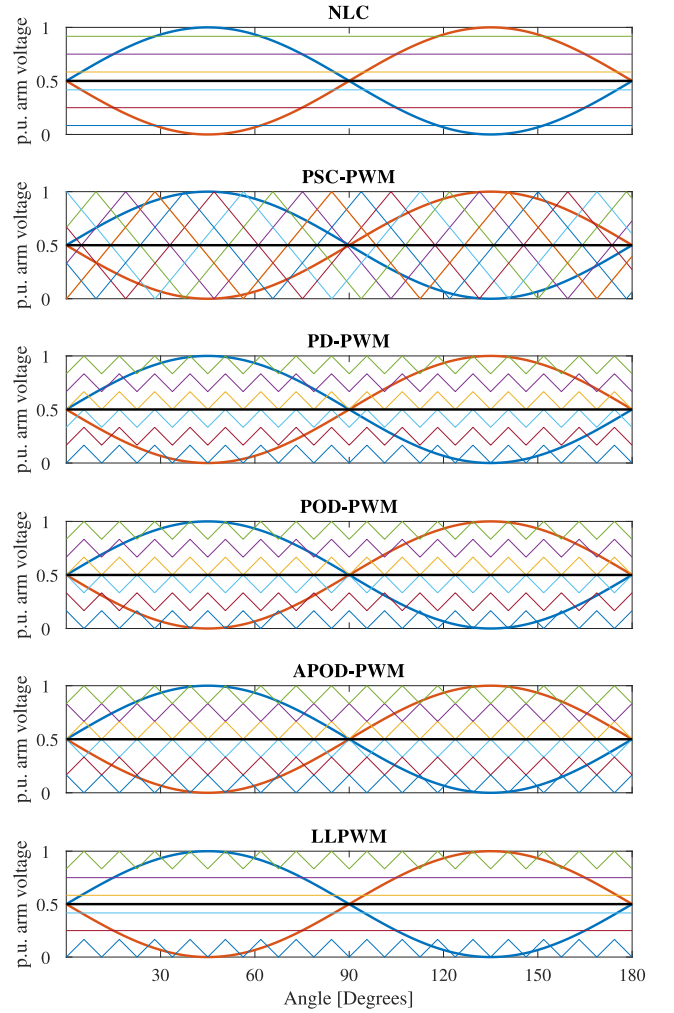 NLC
p.u. arm voltage
1
0.5
0
PSC-PWM
p.u. arm voltage
1
0.5
0
PD-PWM
p.u. arm voltage
1
0.5
0
POD-PWM
p.u. arm voltage
1
0.5
0
APOD-PWM
p.u. arm voltage
1
0.5
0
LLPWM
p.u. arm voltage
1
0.5
0
30 60 90 120 150 180
Angle [Degrees]